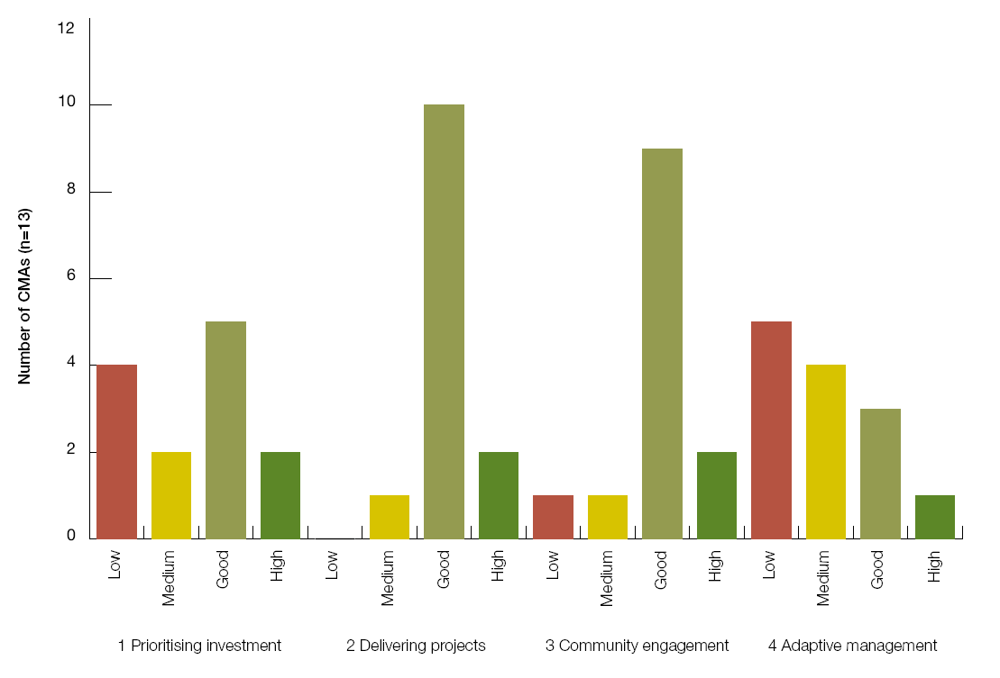 12
10
8
6
4
2
0
Number of CMAs (n=13)
Low
Medium
Good
High
Low
Medium
Good
High
Low
Medium
Good
High
Low
Medium
Good
High
1 Prioritising investment
2 Delivering projects
3 Community engagement
4 Adaptive management